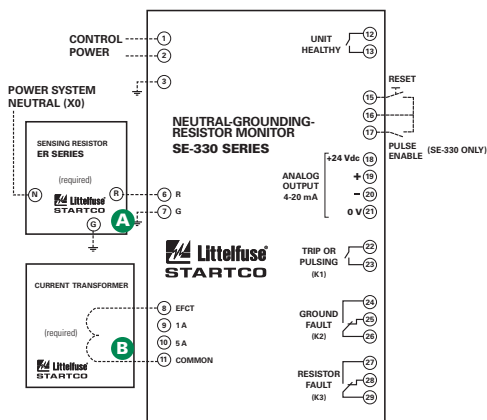 CONTROL
POWER
1
2
3
POWER SYSTEM
NEUTRAL (X0)
SENSING RESISTOR
ER SERIES
(required)
N
R
Littelfuse®
STARTCO
G
A
6 R
7 G
CURRENT TRANSFORMER
(required)
B
Littelfuse®
STARTCO
8 EFCT
9 1 A
10 5 A
11 COMMON
NEUTRAL-GROUNDING-
RESISTOR MONITOR
SE-330 SERIES
Littelfuse®
STARTCO
UNIT
HEALTHY
12
13
RESET
15
16
17
PULSE
ENABLE (SE-330 ONLY)
ANALOG
OUTPUT
4-20 mA
+24 Vdc 18
+ 19
– 20
0 V 21
TRIP OR
PULSING
(K1)
22
23
GROUND
FAULT
(K2)
24
25
26
RESISTOR
FAULT
(K3)
27
28
29